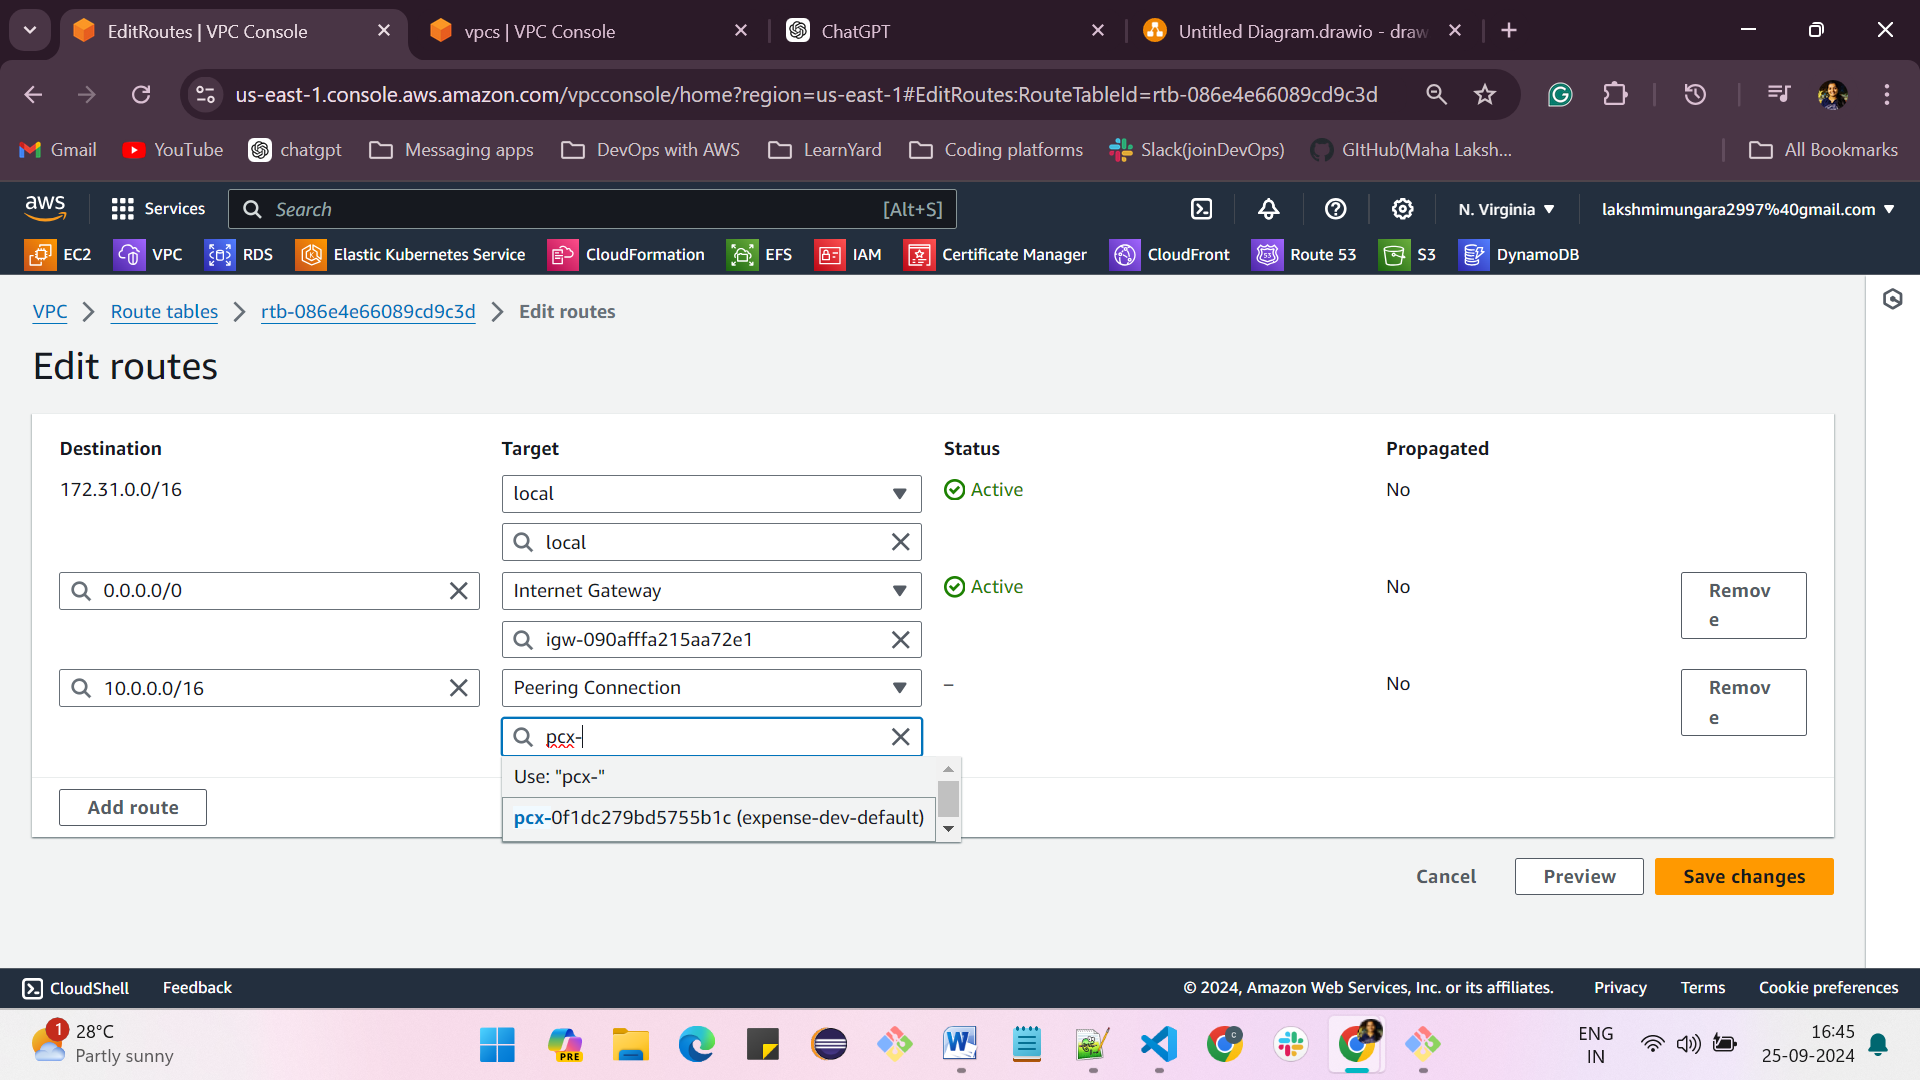 EditRoutes | VPC Console
vpcs | VPC Console
ChatGPT
Untitled Diagram.drawio - draw
us-east-1.console.aws.amazon.com/vpcconsole/home?region=us-east-1#EditRoutes:RouteTableId=rtb-086e4e66089cd9c3d
Gmail
YouTube
chatgpt
Messaging apps
DevOps with AWS
LearnYard
Coding platforms
Slack(joinDevOps)
GItHub(Maha Laksh...
All Bookmarks
aws
Services
Search
[Alt+S]
N. Virginia
lakshmimungara2997%40gmail.com
EC2
VPC
RDS
Elastic Kubernetes Service
CloudFormation
EFS
IAM
Certificate Manager
CloudFront
53
Route 53
S3
DynamoDB
VPC
Route tables
rtb-086e4e66089cd9c3d
Edit routes
Edit routes
Destination
Target
Status
Propagated
172.31.0.0/16
local
Active
No
local
0.0.0.0/0
Internet Gateway
Active
No
Remov
e
igw-090afffa215aa72e1
10.0.0.0/16
Peering Connection
–
No
Remov
e
pcx-
Use: "pcx-"
pcx-0f1dc279bd5755b1c (expense-dev-default)
Add route
Cancel
Preview
Save changes
CloudShell
Feedback
© 2024, Amazon Web Services, Inc. or its affiliates.
Privacy
Terms
Cookie preferences
1
28°C
Partly sunny
PRE
W
C
ENG
IN
16:45
25-09-2024